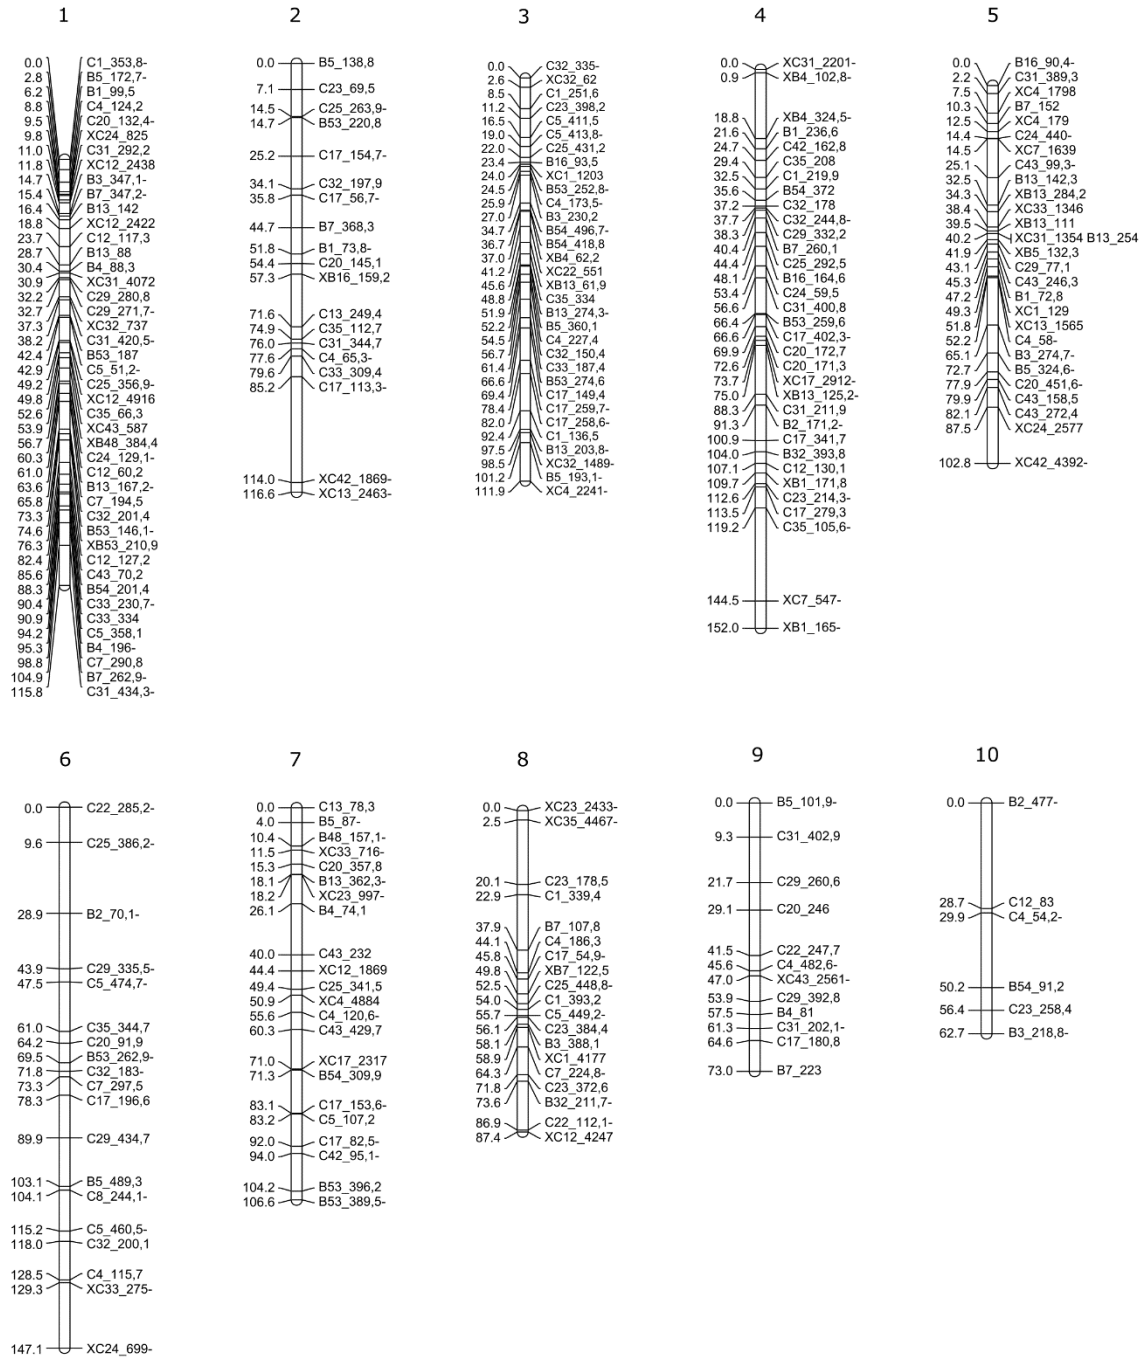 1
0.0 C1_353,8-
2.8 B5_172,7-
6.2 B1_99,5
8.8 C4_124,2
9.5 C20_132,4-
9.8 XC24_825
11.0 C31_292,2
11.8 XC12_2438
14.7 B3_347,1-
15.4 B7_347,2-
16.4 B13_142
18.8 XC12_2422
23.7 C12_117,3
28.7 B13_88
30.4 B4_88,3
30.9 XC31_4072
32.2 C29_280,8
32.7 C29_271,7-
37.3 XC32_737
38.2 C31_420,5-
42.4 B53_187
42.9 C5_51,2-
49.2 C25_356,9-
49.8 XC12_4916
52.6 C35_66,3
53.9 XC43_587
56.7 XB48_384,4
60.3 C24_129,1-
61.0 C12_60,2
63.6 B13_167,2-
65.8 C7_194,5
73.3 C32_201,4
74.6 B53_146,1-
76.3 XB53_210,9
82.4 C12_127,2
85.6 C43_70,2
88.3 B54_201,4
90.4 C33_230,7-
90.9 C33_334
94.2 C5_358,1
95.3 B4_196-
98.8 C7_290,8
104.9 B7_262,9-
115.8 C31_434,3-
2
0.0 B5_138,8
7.1 C23_69,5
14.5 C25_263,9-
14.7 B53_220,8
25.2 C17_154,7-
34.1 C32_197,9
35.8 C17_56,7-
44.7 B7_368,3
51.8 B1_73,8-
54.4 C20_145,1
57.3 XB16_159,2
71.6 C13_249,4
74.9 C35_112,7
76.0 C31_344,7
77.6 C4_65,3-
79.6 C33_309,4
85.2 C17_113,3-
114.0 XC42_1869-
116.6 XC13_2463-
3
0.0 C32_335-
2.6 XC32_62
8.5 C1_251,6
11.2 C23_398,2
16.5 C5_411,5
19.0 C5_413,8-
22.0 C25_431,2
23.4 B16_93,5
24.0 XC1_1203
24.5 B53_252,8-
25.9 C4_173,5-
27.0 B3_230,2
34.7 B54_496,7-
36.7 B54_418,8
37.0 XB4_62,2
41.2 XC22_551
45.6 XB13_61,9
48.8 C35_334
51.9 B13_274,3-
52.2 B5_360,1
54.5 C4_227,4
56.7 C32_150,4
61.4 C33_187,4
66.6 B53_274,6
69.4 C17_149,4
78.4 C17_259,7-
82.0 C17_258,6-
92.4 C1_136,5
97.5 B13_203,8-
98.5 XC32_1489-
101.2 B5_193,1-
111.9 XC4_2241-
4
0.0 XC31_2201-
0.9 XB4_102,8-
18.8 XB4_324,5-
21.6 B1_236,6
24.7 C42_162,8
29.4 C35_208
32.5 C1_219,9
35.6 B54_372
37.2 C32_178
37.7 C32_244,8-
38.3 C29_332,2
40.4 B7_260,1
44.4 C25_292,5
48.1 B16_164,6
53.4 C24_59,5
56.6 C31_400,8
66.4 B53_259,6
66.6 C17_402,3-
69.9 C20_172,7
72.6 C20_171,3
73.7 XC17_2912-
75.0 XB13_125,2-
88.3 C31_211,9
91.3 B2_171,2-
100.9 C17_341,7
104.0 B32_393,8
107.1 C12_130,1
109.7 XB1_171,8
112.6 C23_214,3-
113.5 C17_279,3
119.2 C35_105,6-
144.5 XC7_547-
152.0 XB1_165-
5
0.0 B16_90,4-
2.2 C31_389,3
7.5 XC4_1798
10.3 B7_152
12.5 XC4_179
14.4 C24_440-
14.5 XC7_1639
25.1 C43_99,3-
32.5 B13_142,3
34.3 XB13_284,2
38.4 XC33_1346
39.5 XB13_111
40.2 XC31_1354 B13_254
41.9 XB5_132,3
43.1 C29_77,1
45.3 C43_246,3
47.2 B1_72,8
49.3 XC1_129
51.8 XC13_1565
52.2 C4_58-
65.1 B3_274,7-
72.7 B5_324,6-
77.9 C20_451,6-
79.9 C43_158,5
82.1 C43_272,4
87.5 XC24_2577
102.8 XC42_4392-
6
0.0 C22_285,2-
9.6 C25_386,2-
28.9 B2_70,1-
43.9 C29_335,5-
47.5 C5_474,7-
61.0 C35_344,7
64.2 C20_91,9
69.5 B53_262,9-
71.8 C32_183-
73.3 C7_297,5
78.3 C17_196,6
89.9 C29_434,7
103.1 B5_489,3
104.1 C8_244,1-
115.2 C5_460,5-
118.0 C32_200,1
128.5 C4_115,7
129.3 XC33_275-
147.1 XC24_699-
7
0.0 C13_78,3
4.0 B5_87-
10.4 B48_157,1-
11.5 XC33_716-
15.3 C20_357,8
18.1 B13_362,3-
18.2 XC23_997-
26.1 B4_74,1
40.0 C43_232
44.4 XC12_1869
49.4 C25_341,5
50.9 XC4_4884
55.6 C4_120,6-
60.3 C43_429,7
71.0 XC17_2317
71.3 B54_309,9
83.1 C17_153,6-
83.2 C5_107,2
92.0 C17_82,5-
94.0 C42_95,1-
104.2 B53_396,2
106.6 B53_389,5-
8
0.0 XC23_2433-
2.5 XC35_4467-
20.1 C23_178,5
22.9 C1_339,4
37.9 B7_107,8
44.1 C4_186,3
45.8 C17_54,9-
49.8 XB7_122,5
52.5 C25_448,8-
54.0 C1_393,2
55.7 C5_449,2-
56.1 C23_384,4
58.1 B3_388,1
58.9 XC1_4177
64.3 C7_224,8-
71.8 C23_372,6
73.6 B32_211,7-
86.9 C22_112,1-
87.4 XC12_4247
9
0.0 B5_101,9-
9.3 C31_402,9
21.7 C29_260,6
29.1 C20_246
41.5 C22_247,7
45.6 C4_482,6-
47.0 XC43_2561-
53.9 C29_392,8
57.5 B4_81
61.3 C31_202,1-
64.6 C17_180,8
73.0 B7_223
10
0.0 B2_477-
28.7 C12_83
29.9 C4_54,2-
50.2 B54_91,2
56.4 C23_258,4
62.7 B3_218,8-